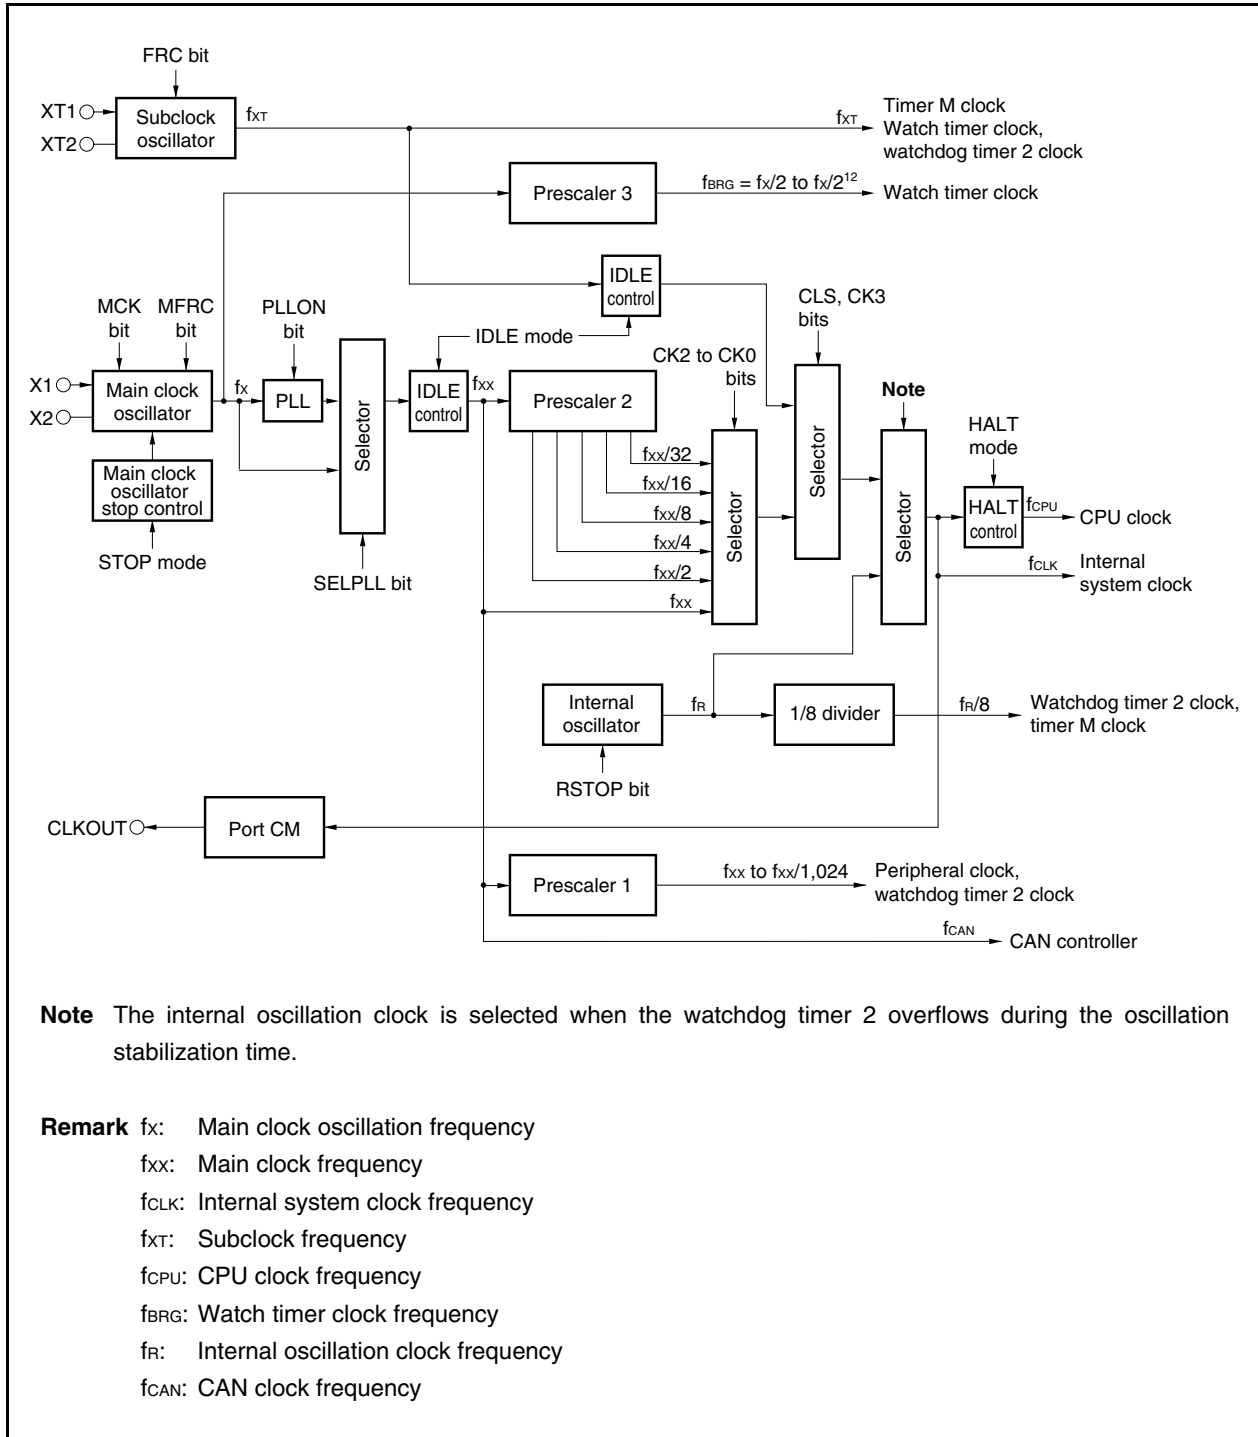 FRC bit
XT1
XT2
Subclock
oscillator
fXT
fXT
Timer M clock
Watch timer clock,
watchdog timer 2 clock
Prescaler 3
fBRG = fX/2 to fX/2¹²
Watch timer clock
IDLE
control
MCK
bit
MFRC
bit
PLLON
bit
IDLE mode
CLS, CK3
bits
CK2 to CK0
bits
X1
X2
Main clock
oscillator
fX
PLL
Selector
IDLE
control
fXX
Prescaler 2
Note
HALT
mode
Main clock
oscillator
stop control
STOP mode
SELPLL bit
fXX/32
fXX/16
fXX/8
fXX/4
fXX/2
fXX
Selector
Selector
Selector
HALT
control
fCPU
CPU clock
fCLK
Internal
system clock
Internal
oscillator
fR
1/8 divider
fR/8
Watchdog timer 2 clock,
timer M clock
RSTOP bit
CLKOUT
Port CM
Prescaler 1
fXX to fXX/1,024
Peripheral clock,
watchdog timer 2 clock
fCAN
CAN controller
Note The internal oscillation clock is selected when the watchdog timer 2 overflows during the oscillation
stabilization time.
Remark fX: Main clock oscillation frequency
fXX: Main clock frequency
fCLK: Internal system clock frequency
fXT: Subclock frequency
fCPU: CPU clock frequency
fBRG: Watch timer clock frequency
fR: Internal oscillation clock frequency
fCAN: CAN clock frequency